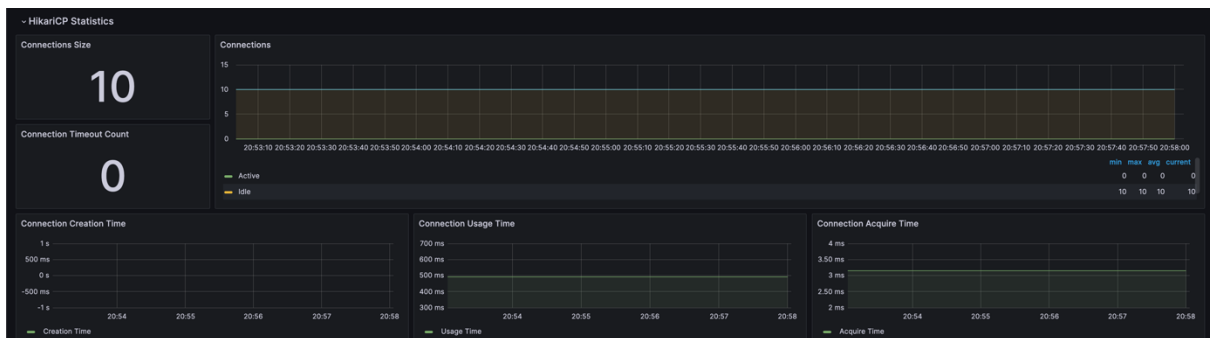 HikariCP Statistics
Connections Size
10
Connection Timeout Count
0
Connections
15
10
5
0
20:53:10 20:53:20 20:53:30 20:53:40 20:53:50 20:54:00 20:54:10 20:54:20 20:54:30 20:54:40 20:54:50 20:55:00 20:55:10 20:55:20 20:55:30 20:55:40 20:55:50 20:56:00 20:56:10 20:56:20 20:56:30 20:56:40 20:56:50 20:57:00 20:57:10 20:57:20 20:57:30 20:57:40 20:57:50 20:58:00
min max avg current
Active 0 0 0 0
Idle 10 10 10 10
Connection Creation Time
1 s
500 ms
0 s
-500 ms
-1 s
20:54 20:55 20:56 20:57 20:58
Creation Time
Connection Usage Time
700 ms
600 ms
500 ms
400 ms
300 ms
20:54 20:55 20:56 20:57 20:58
Usage Time
Connection Acquire Time
4 ms
3.50 ms
3 ms
2.50 ms
2 ms
20:54 20:55 20:56 20:57 20:58
Acquire Time